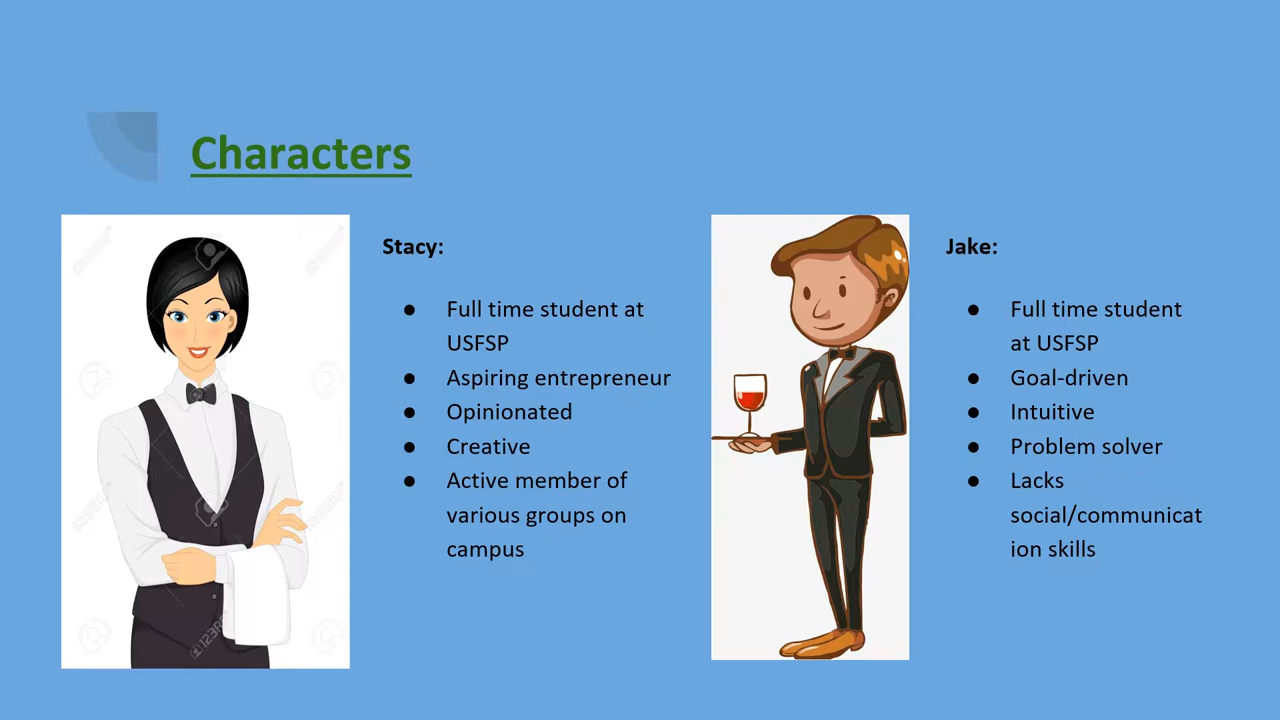 Characters
Stacy:
● Full time student at
USFSP
● Aspiring entrepreneur
● Opinionated
● Creative
● Active member of
various groups on
campus
Jake:
● Full time student
at USFSP
● Goal-driven
● Intuitive
● Problem solver
● Lacks
social/communicat
ion skills